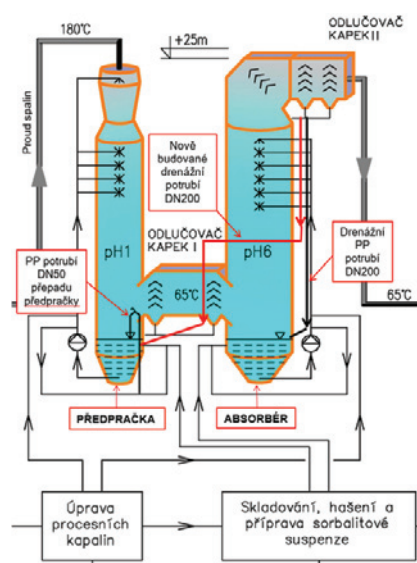 180°C
+25m
ODLUČOVAČ
KAPEK II
Proud spalin
Nově
budované
drenážní
potrubí
DN200
ODLUČOVAČ
KAPEK I
pH1
pH6
PP potrubí
DN50
přepadu
předpračky
65°C
Drenážní
PP
potrubí
DN200
65°C
PŘEDPRAČKA
ABSORBÉR
Úprava
procesních
kapalin
Skladování, hašení a
příprava sorbalitové
suspenze